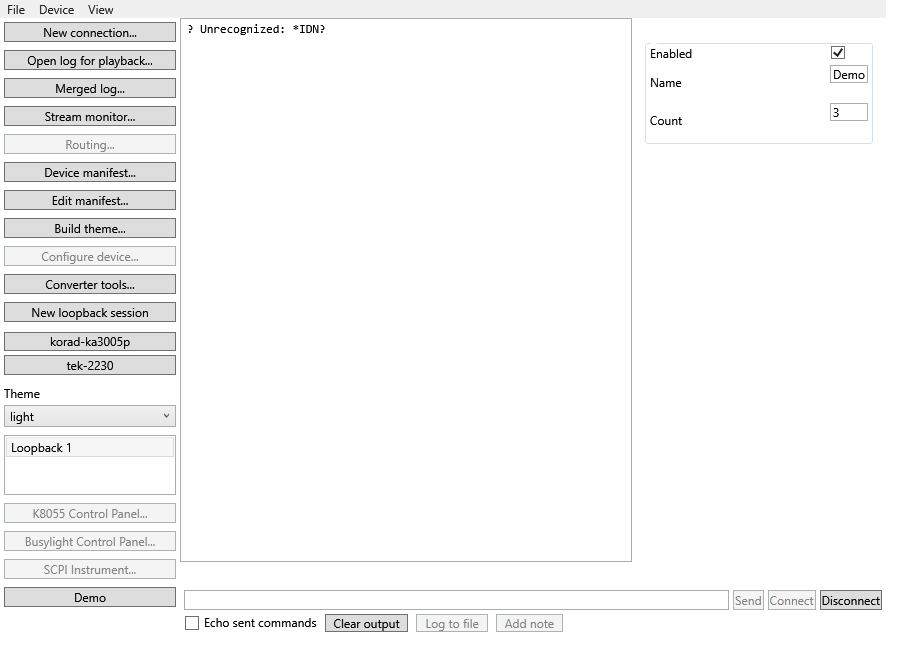 File Device View
New connection...
Open log for playback...
Merged log...
Stream monitor...
Routing...
Device manifest...
Edit manifest...
Build theme...
Configure device...
Converter tools...
New loopback session
korad-ka3005p
tek-2230
Theme
light
Loopback 1
K8055 Control Panel...
Busylight Control Panel...
SCPI Instrument...
Demo
? Unrecognized: *IDN?
Enabled
Name Demo
Count 3
Send Connect Disconnect
Echo sent commands Clear output Log to file Add note